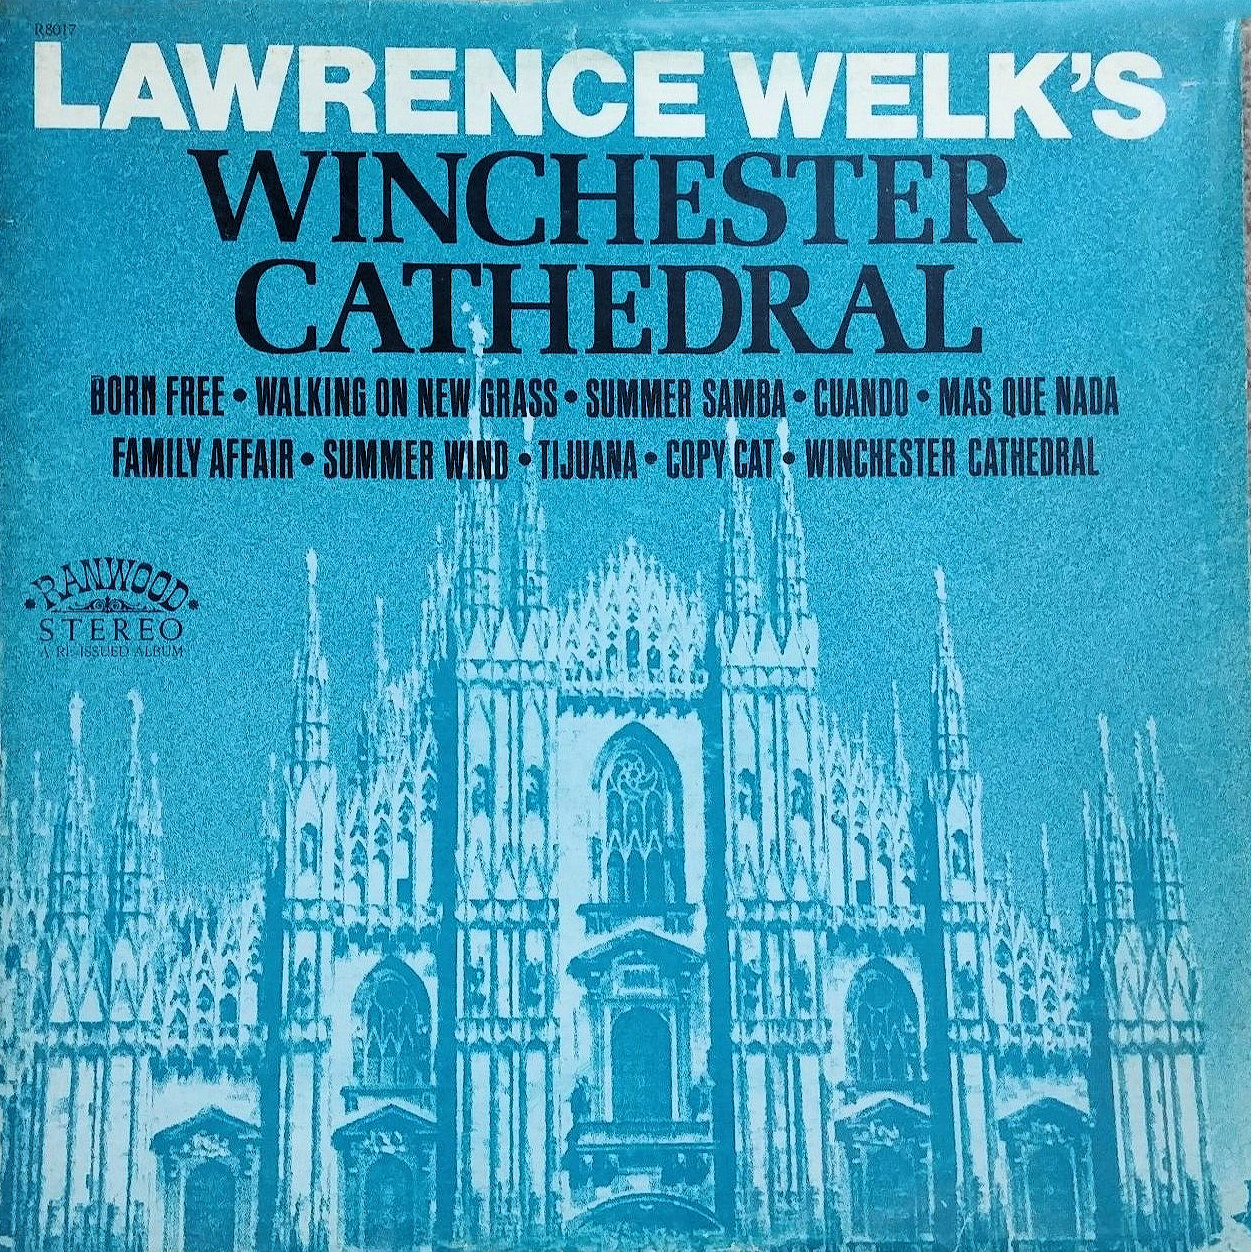 R8017
LAWRENCE WELK'S
WINCHESTER
CATHEDRAL
BORN FREE • WALKING ON NEW GRASS • SUMMER SAMBA • CUANDO • MAS QUE NADA
FAMILY AFFAIR • SUMMER WIND • TIJUANA • COPY CAT • WINCHESTER CATHEDRAL
RANWOOD
STEREO
A RE-ISSUED ALBUM